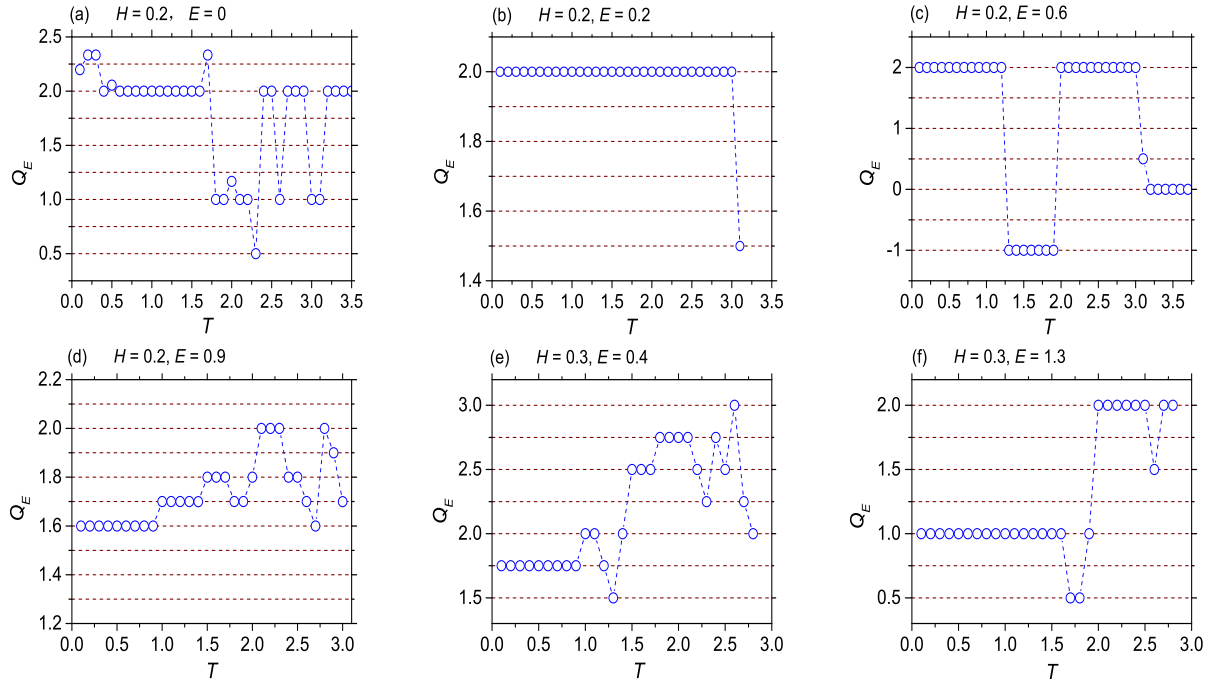 (a) H = 0.2, E = 0
2.5
2.0
1.5
1.0
0.5
Q_E
0.0 0.5 1.0 1.5 2.0 2.5 3.0 3.5
T
(b) H = 0.2, E = 0.2
2.0
1.8
1.6
1.4
Q_E
0.0 0.5 1.0 1.5 2.0 2.5 3.0 3.5
T
(c) H = 0.2, E = 0.6
2
1
0
-1
Q_E
0.0 0.5 1.0 1.5 2.0 2.5 3.0 3.5
T
(d) H = 0.2, E = 0.9
2.2
2.0
1.8
1.6
1.4
1.2
Q_E
0.0 0.5 1.0 1.5 2.0 2.5 3.0
T
(e) H = 0.3, E = 0.4
3.0
2.5
2.0
1.5
Q_E
0.0 0.5 1.0 1.5 2.0 2.5 3.0
T
(f) H = 0.3, E = 1.3
2.0
1.5
1.0
0.5
Q_E
0.0 0.5 1.0 1.5 2.0 2.5 3.0
T